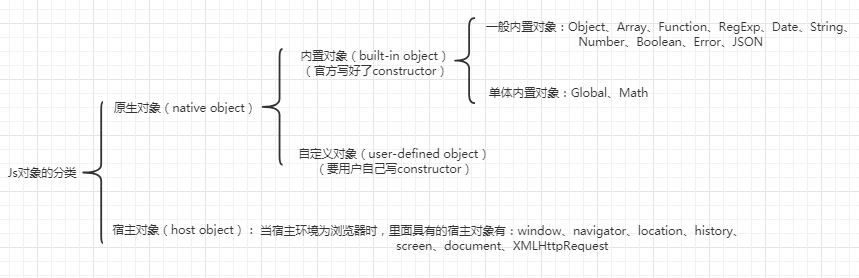 一般内置对象：Object、Array、Function、RegExp、Date、String、
Number、Boolean、Error、JSON
内置对象（built-in object）
（官方写好了constructor）
单体内置对象：Global、Math
原生对象（native object）
自定义对象（user-defined object）
（要用户自己写constructor）
Js对象的分类
宿主对象（host object）：当宿主环境为浏览器时，里面具有的宿主对象有：window、navigator、location、history、
screen、document、XMLHttpRequest